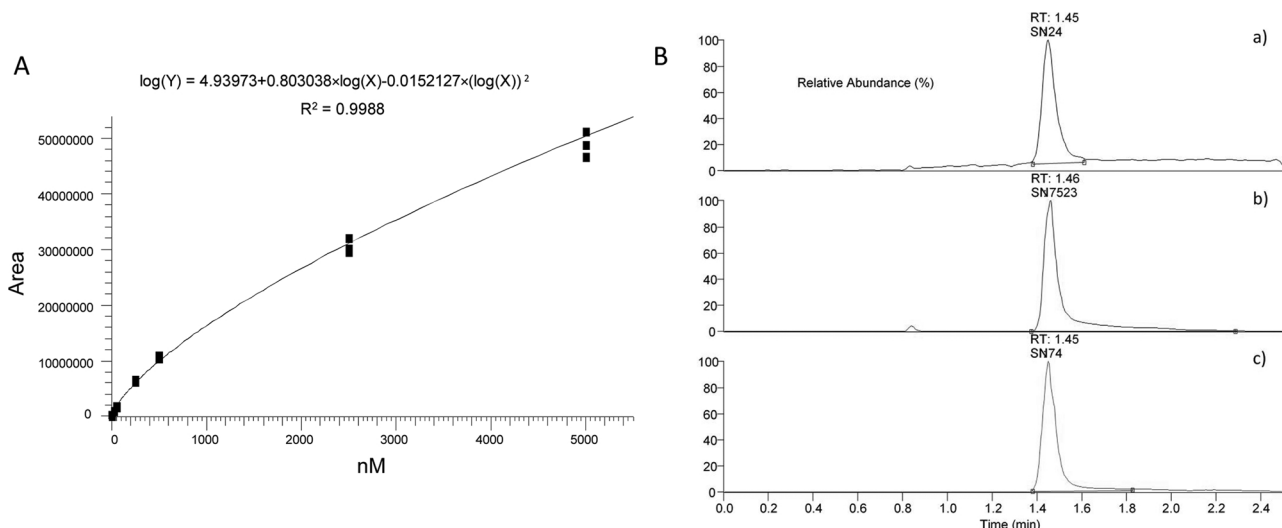 A
log(Y) = 4.93973+0.803038×log(X)-0.0152127×(log(X)) ²
R² = 0.9988
50000000
40000000
30000000
20000000
10000000
0
Area
0 1000 2000 3000 4000 5000
nM
B
RT: 1.45
SN24
a)
Relative Abundance (%)
100
80
60
40
20
0
RT: 1.46
SN7523
b)
100
80
60
40
20
0
RT: 1.45
SN74
c)
100
80
60
40
20
0
0.0 0.2 0.4 0.6 0.8 1.0 1.2 1.4 1.6 1.8 2.0 2.2 2.4
Time (min)